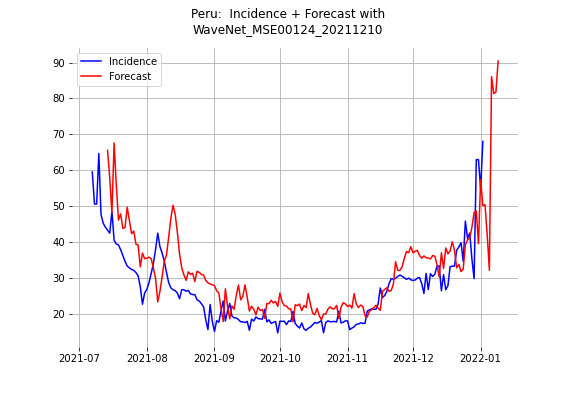 Peru:  Incidence + Forecast with
WaveNet_MSE00124_20211210
Incidence
Forecast
90
80
70
60
50
40
30
20
2021-07 2021-08 2021-09 2021-10 2021-11 2021-12 2022-01